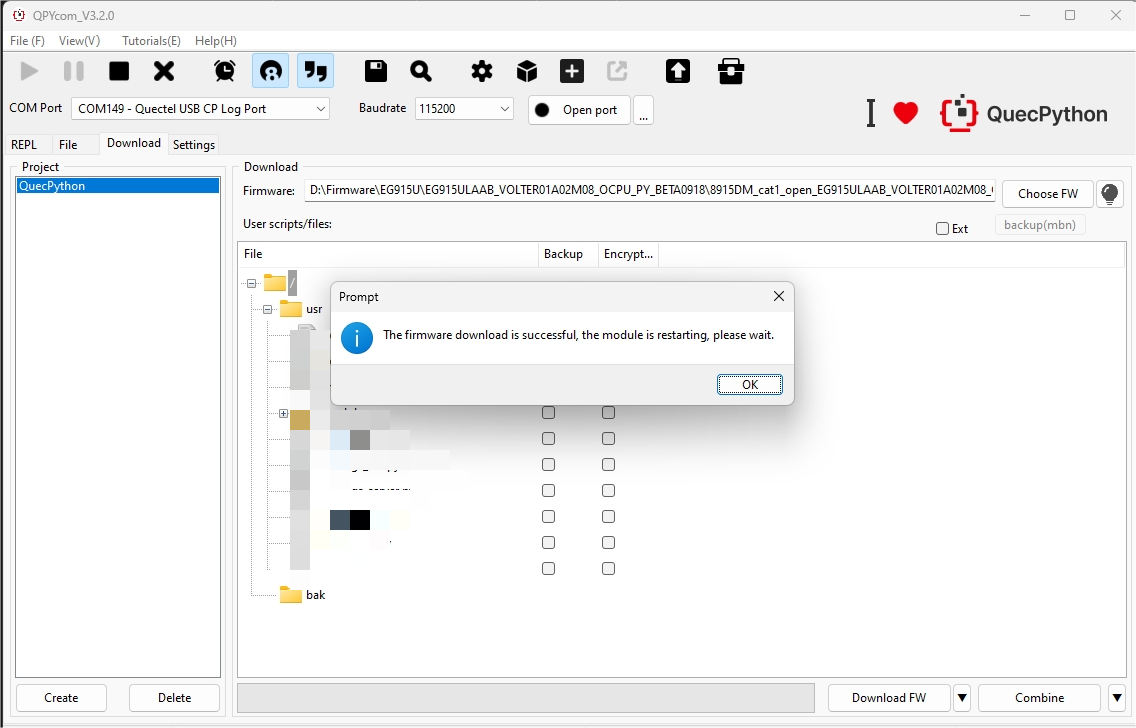 QPYcom_V3.2.0
File (F) View(V) Tutorials(E) Help(H)
COM Port COM149 - Quectel USB CP Log Port Baudrate 115200 Open port ... QuecPython
REPL File Download Settings
Project
QuecPython
Download
Firmware: D:\Firmware\EG915U\EG915ULAAB_VOLTER01A02M08_OCPU_PY_BETA0918\8915DM_cat1_open_EG915ULAAB_VOLTER01A02M08_ Choose FW
User scripts/files: Ext backup(mbn)
File Backup Encrypt...
/
usr
Prompt
The firmware download is successful, the module is restarting, please wait.
OK
bak
Create Delete Download FW Combine